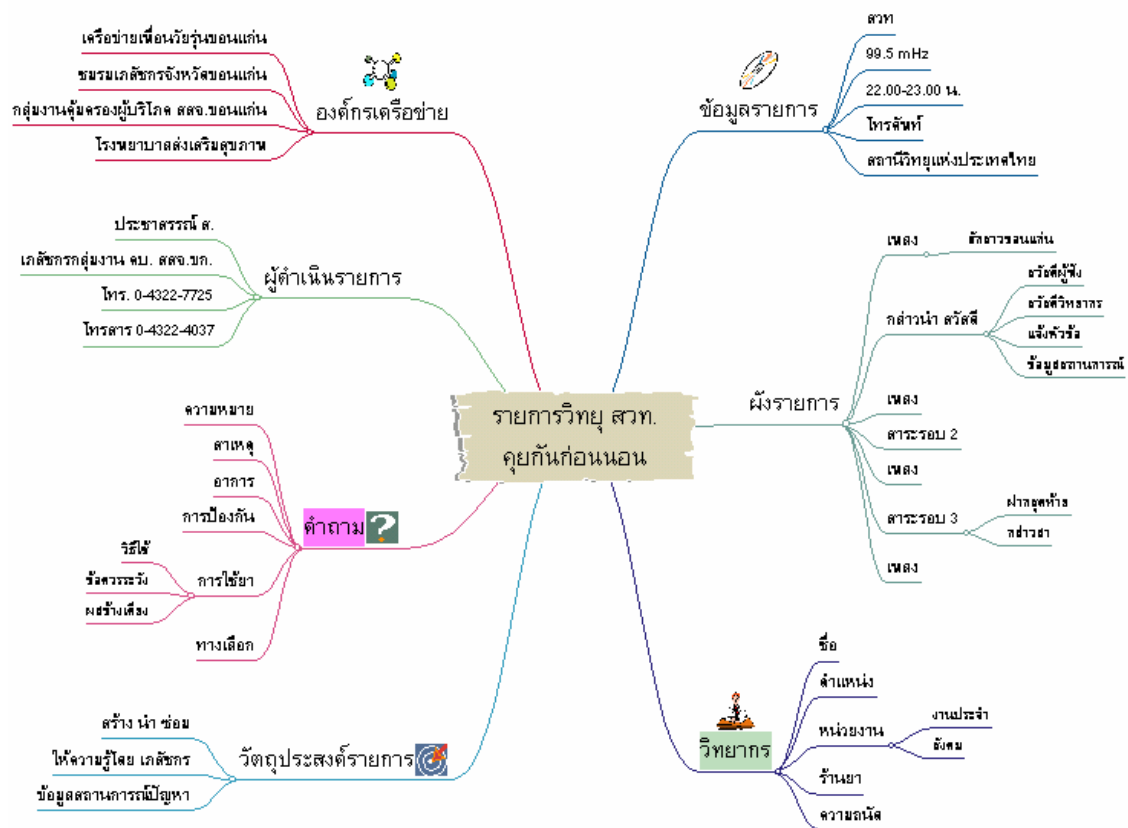 รายการวิทยุ สวท.
คุยกันก่อนนอน
องค์กรเครือข่าย
เครือข่ายเพื่อนวัยรุ่นขอนแก่น
ชมรมเภสัชกรจังหวัดขอนแก่น
กลุ่มงานคุ้มครองผู้บริโภค สสจ.ขอนแก่น
โรงพยาบาลส่งเสริมสุขภาพ
ผู้ดำเนินรายการ
ประชาสรรณ์ ส.
เภสัชกรกลุ่มงาน คบ. สสจ.ขก.
โทร. 0-4322-7725
โทรสาร 0-4322-4037
คำถาม
ความหมาย
สาเหตุ
อาการ
การป้องกัน
การใช้ยา
วิธีใช้
ข้อควรระวัง
ผลข้างเคียง
ทางเลือก
วัตถุประสงค์รายการ
สร้าง นำ ซ่อม
ให้ความรู้โดย เภสัชกร
ข้อมูลสถานการณ์ปัญหา
ข้อมูลรายการ
สวท
99.5 mHz
22.00-23.00 น.
โทรศัพท์
สถานีวิทยุแห่งประเทศไทย
ผังรายการ
เพลง
สักลาวขอนแก่น
กล่าวนำ สวัสดี
สวัสดีผู้ฟัง
สวัสดีวิทยากร
แจ้งหัวข้อ
ข้อมูลสถานการณ์
เพลง
สาระรอบ 2
เพลง
สาระรอบ 3
ฝากสุดท้าย
กล่าวลา
เพลง
วิทยากร
ชื่อ
ตำแหน่ง
หน่วยงาน
งานประจำ
สังคม
ร้านยา
ความถนัด